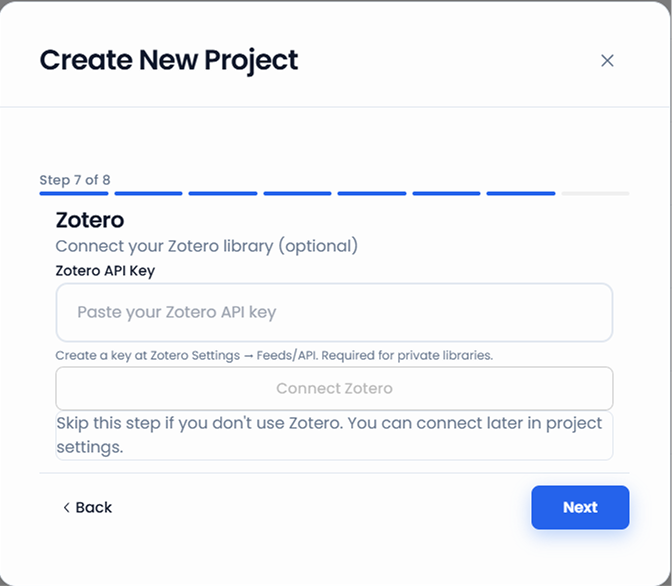 Create New Project
Step 7 of 8
Zotero
Connect your Zotero library (optional)
Zotero API Key
Paste your Zotero API key
Create a key at Zotero Settings → Feeds/API. Required for private libraries.
Connect Zotero
Skip this step if you don't use Zotero. You can connect later in project
settings.
Back
Next